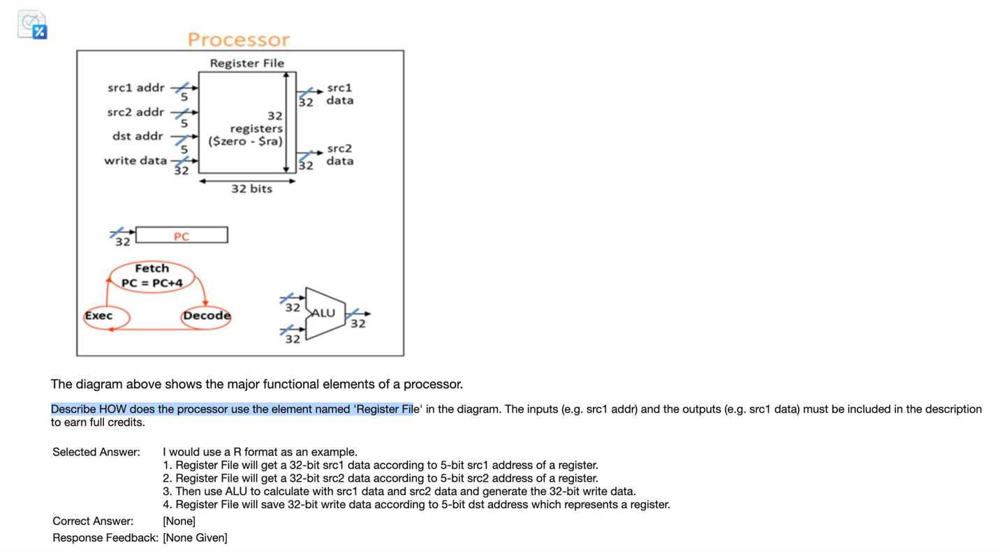 Processor
Register File
src1 addr
5
src2 addr
5
dst addr
5
write data
32
32
registers
($zero - $ra)
src1
data
32
src2
data
32
32 bits
PC
32
Fetch
PC = PC+4
Exec
Decode
32
ALU
32
32
The diagram above shows the major functional elements of a processor.
Describe HOW does the processor use the element named 'Register File' in the diagram. The inputs (e.g. src1 addr) and the outputs (e.g. src1 data) must be included in the description
to earn full credits.
Selected Answer: I would use a R format as an example.
1. Register File will get a 32-bit src1 data according to 5-bit src1 address of a register.
2. Register File will get a 32-bit src2 data according to 5-bit src2 address of a register.
3. Then use ALU to calculate with src1 data and src2 data and generate the 32-bit write data.
4. Register File will save 32-bit write data according to 5-bit dst address which represents a register.
Correct Answer: [None]
Response Feedback: [None Given]